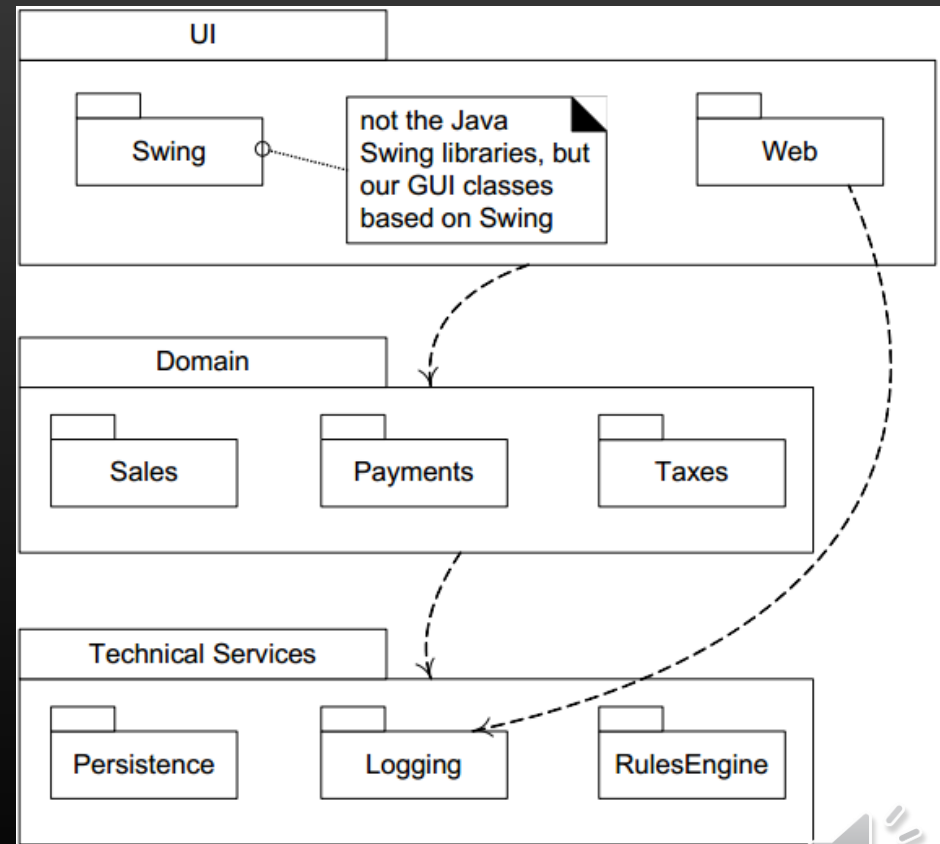 UI
Swing
not the Java
Swing libraries, but
our GUI classes
based on Swing
Web
Domain
Sales
Payments
Taxes
Technical Services
Persistence
Logging
RulesEngine